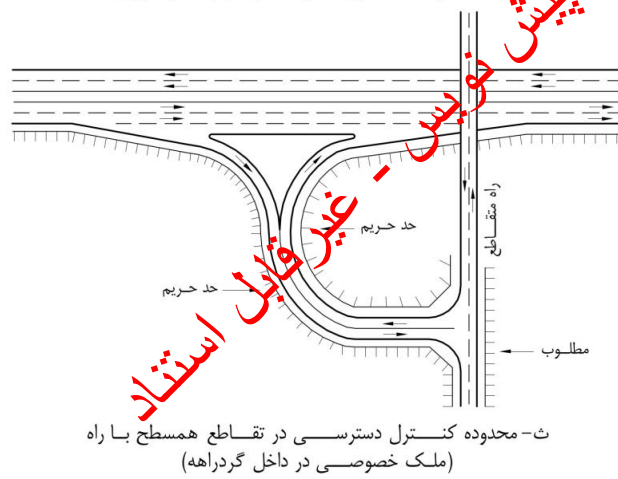 پیش نویس - غیر قابل استناد
راه متقاطع
حد حریم
حد حریم
مطلوب
ث- محدوده کنترل دسترسی در تقاطع همسطح با راه
(ملک خصوصی در داخل گردراهه)